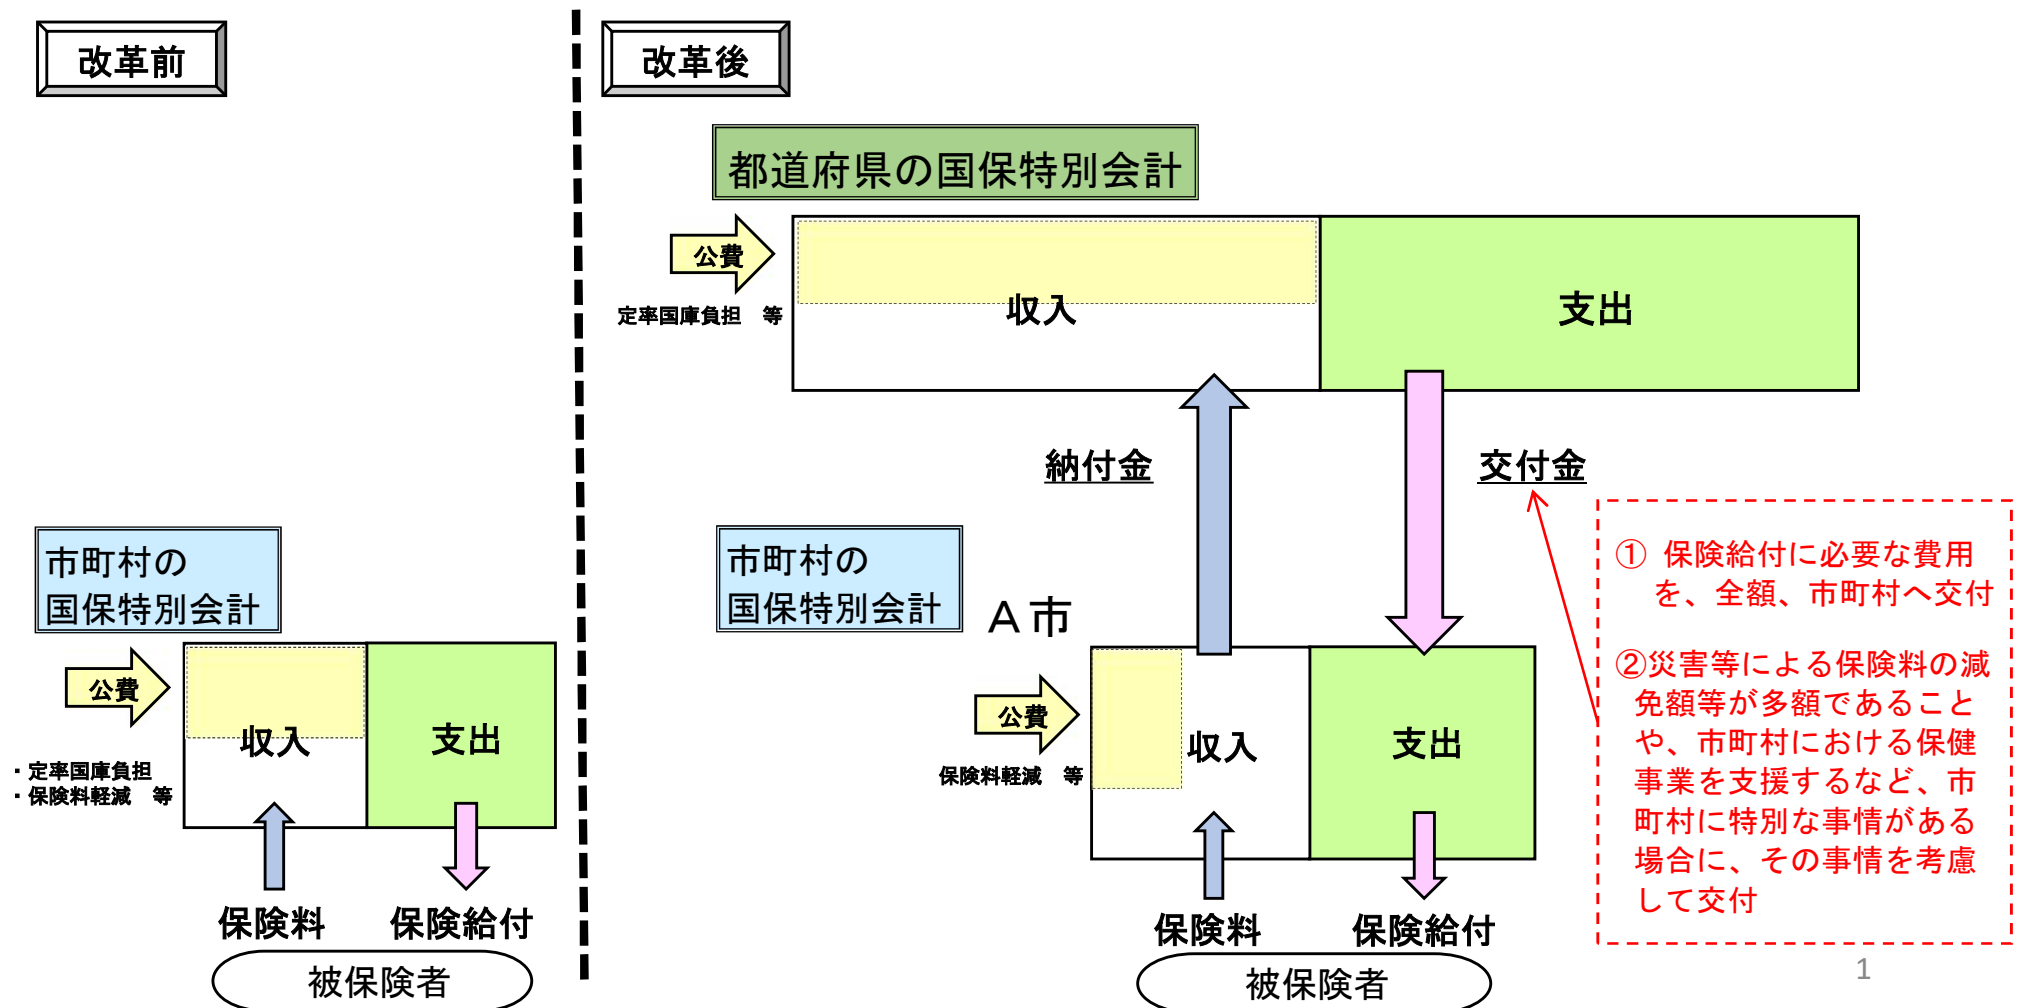 改革前
市町村の
国保特別会計
公費
・定率国庫負担
・保険料軽減　等
収入
支出
保険料
保険給付
被保険者
改革後
都道府県の国保特別会計
公費
定率国庫負担　等
収入
支出
納付金
交付金
市町村の
国保特別会計
Ａ市
公費
保険料軽減　等
収入
支出
保険料
保険給付
被保険者
① 保険給付に必要な費用
を、全額、市町村へ交付
②災害等による保険料の減
免額等が多額であること
や、市町村における保健
事業を支援するなど、市
町村に特別な事情がある
場合に、その事情を考慮
して交付
1